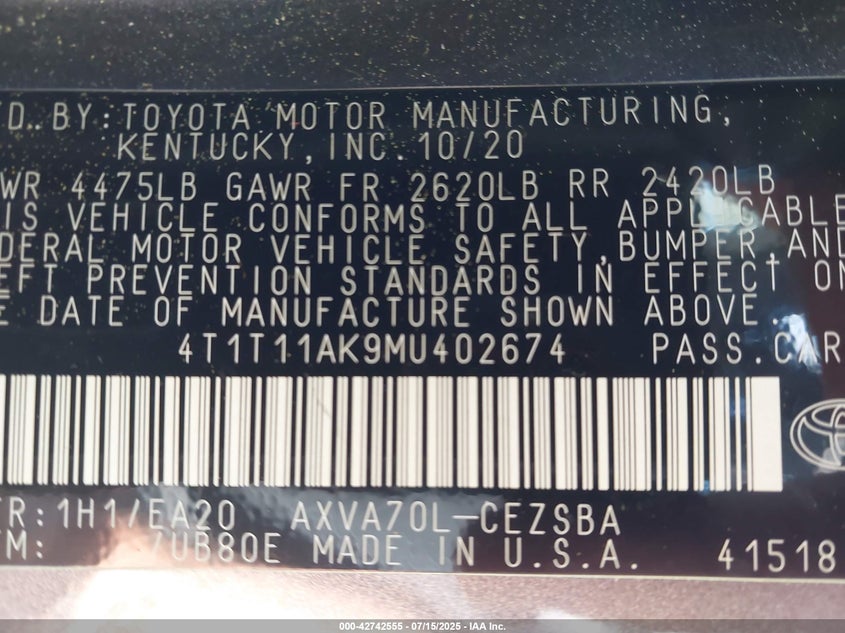 D. BY: TOYOTA MOTOR MANUFACTURING,
KENTUCKY, INC. 10/20
WR 4475LB GAWR FR 2620LB RR 2420LB
IS VEHICLE CONFORMS TO ALL APPLICABLE
DERAL MOTOR VEHICLE SAFETY, BUMPER, AND
EFT PREVENTION STANDARDS IN EFFECT ON
E DATE OF MANUFACTURE SHOWN ABOVE
4T1T11AK9MU402674 PASS. CAR
R: 1H1/EA20 AXVA70L-CEZSBA
M: /UB80E MADE IN U.S.A. 41518
000-42742555 - 07/15/2025 - IAA Inc.